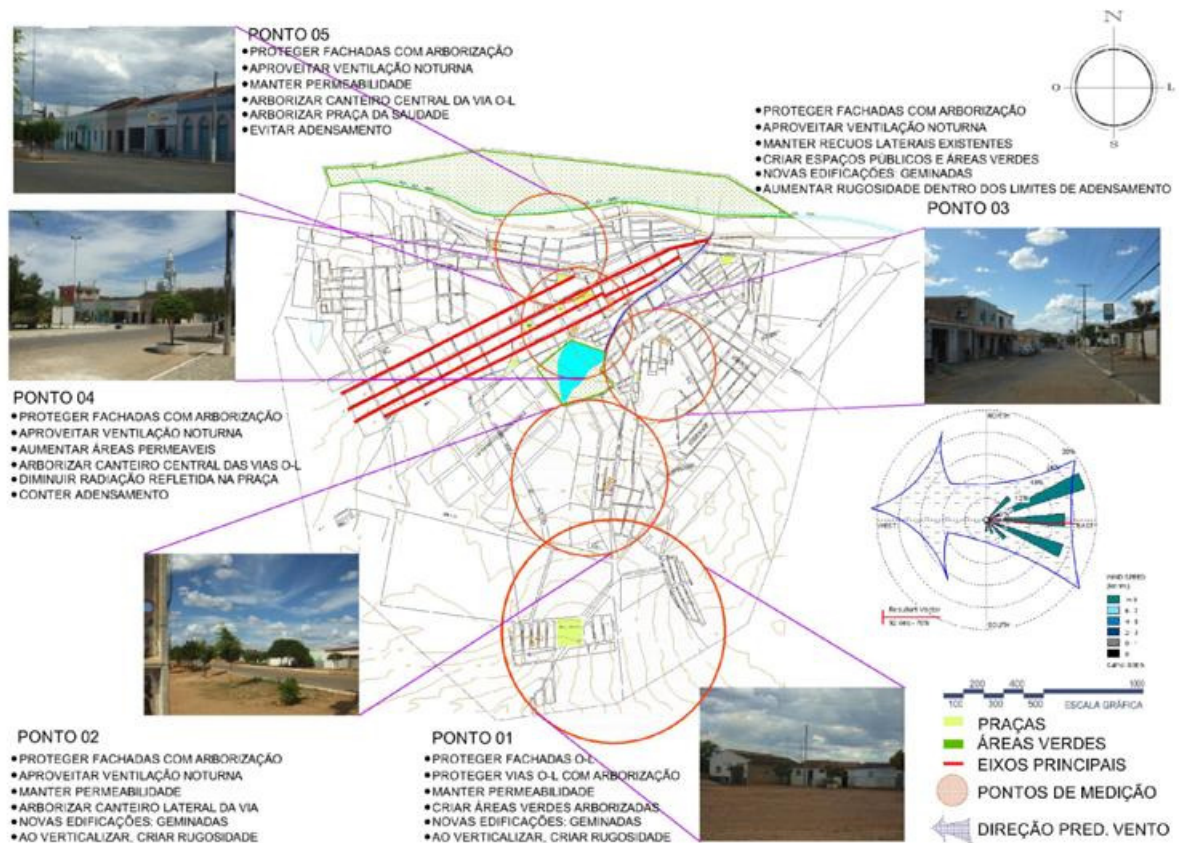 PONTO 05
•PROTEGER FACHADAS COM ARBORIZAÇÃO
•APROVEITAR VENTILAÇÃO NOTURNA
•MANTER PERMEABILIDADE
•ARBORIZAR CANTEIRO CENTRAL DA VIA O-L
•ARBORIZAR PRAÇA DA SAUDADE
•EVITAR ADENSAMENTO
N
O
L
S
•PROTEGER FACHADAS COM ARBORIZAÇÃO
•APROVEITAR VENTILAÇÃO NOTURNA
•MANTER RECUOS LATERAIS EXISTENTES
•CRIAR ESPAÇOS PÚBLICOS E ÁREAS VERDES
•NOVAS EDIFICAÇÕES: GEMINADAS
•AUMENTAR RUGOSIDADE DENTRO DOS LIMITES DE ADENSAMENTO
PONTO 03
PONTO 04
•PROTEGER FACHADAS COM ARBORIZAÇÃO
•APROVEITAR VENTILAÇÃO NOTURNA
•AUMENTAR ÁREAS PERMEAVEIS
•ARBORIZAR CANTEIRO CENTRAL DAS VIAS O-L
•DIMINUIR RADIAÇÃO REFLETIDA NA PRAÇA
•CONTER ADENSAMENTO
NORTH
WEST
EAST
SOUTH
WIND SPEED
Resultant Vector
PONTO 02
•PROTEGER FACHADAS COM ARBORIZAÇÃO
•APROVEITAR VENTILAÇÃO NOTURNA
•MANTER PERMEABILIDADE
•ARBORIZAR CANTEIRO LATERAL DA VIA
•NOVAS EDIFICAÇÕES: GEMINADAS
•AO VERTICALIZAR, CRIAR RUGOSIDADE
PONTO 01
•PROTEGER FACHADAS O-L
•PROTEGER VIAS O-L COM ARBORIZAÇÃO
•MANTER PERMEABILIDADE
•CRIAR ÁREAS VERDES ARBORIZADAS
•NOVAS EDIFICAÇÕES: GEMINADAS
•AO VERTICALIZAR, CRIAR RUGOSIDADE
200 400 1000
100 300 500 ESCALA GRÁFICA
PRAÇAS
ÁREAS VERDES
EIXOS PRINCIPAIS
PONTOS DE MEDIÇÃO
DIREÇÃO PRED. VENTO